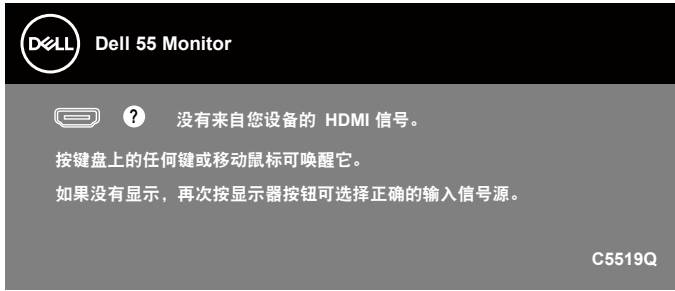 DELL Dell 55 Monitor
? 没有来自您设备的 HDMI 信号。
按键盘上的任何键或移动鼠标可唤醒它。
如果没有显示，再次按显示器按钮可选择正确的输入信号源。
C5519Q